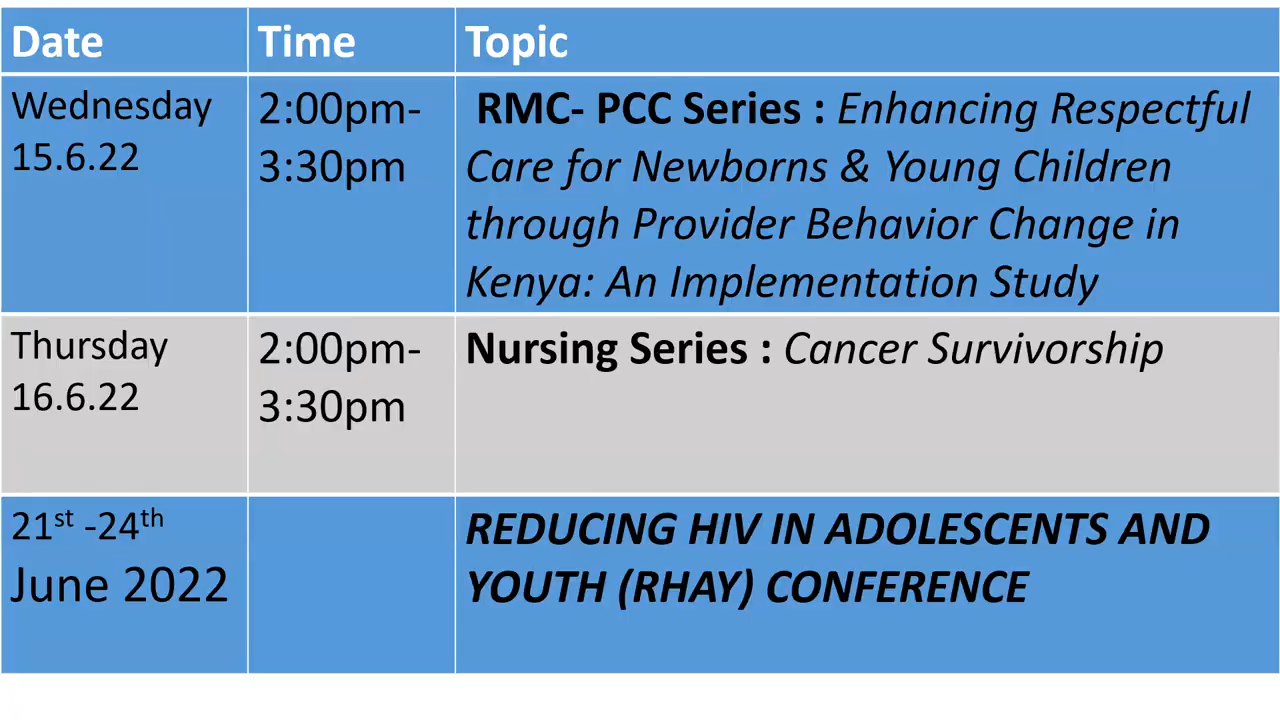 Date Time Topic
Wednesday
15.6.22
2:00pm-
3:30pm
RMC- PCC Series : Enhancing Respectful
Care for Newborns & Young Children
through Provider Behavior Change in
Kenya: An Implementation Study
Thursday
16.6.22
2:00pm-
3:30pm
Nursing Series : Cancer Survivorship
21st -24th
June 2022
REDUCING HIV IN ADOLESCENTS AND
YOUTH (RHAY) CONFERENCE